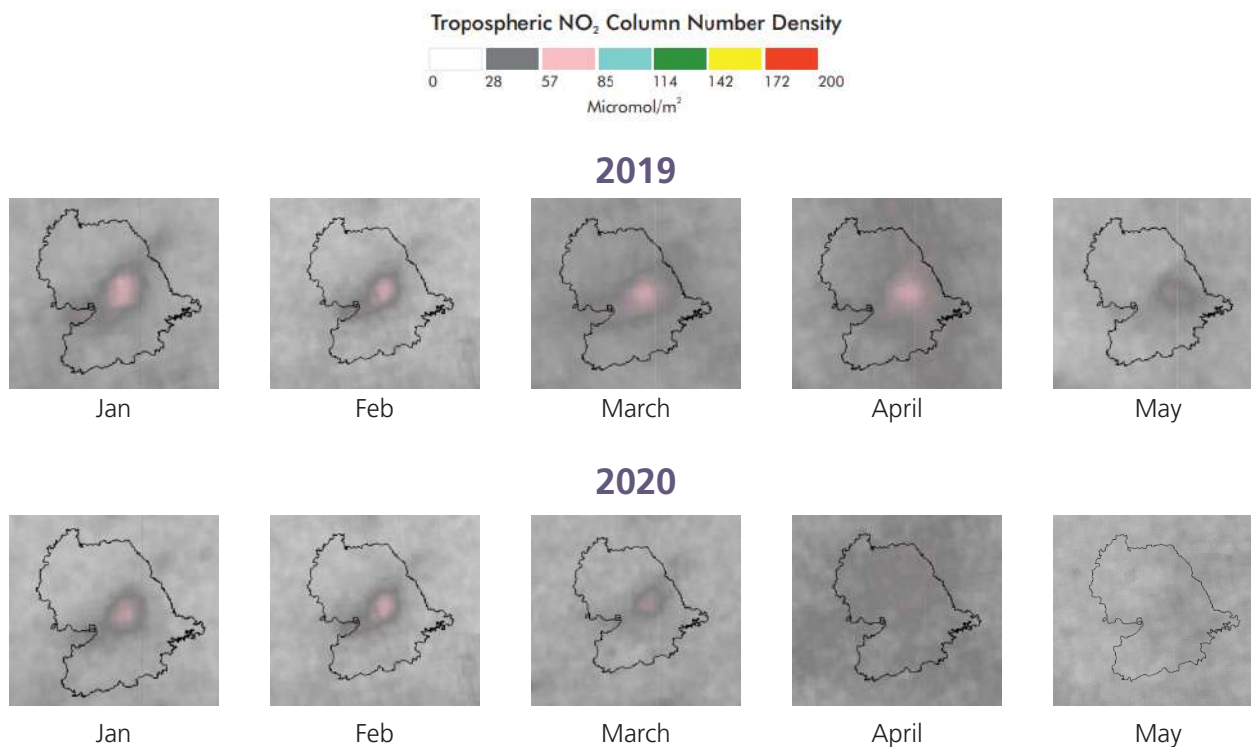 Tropospheric NO₂ Column Number Density
0 28 57 85 114 142 172 200
Micromol/m²
2019
Jan Feb March April May
2020
Jan Feb March April May